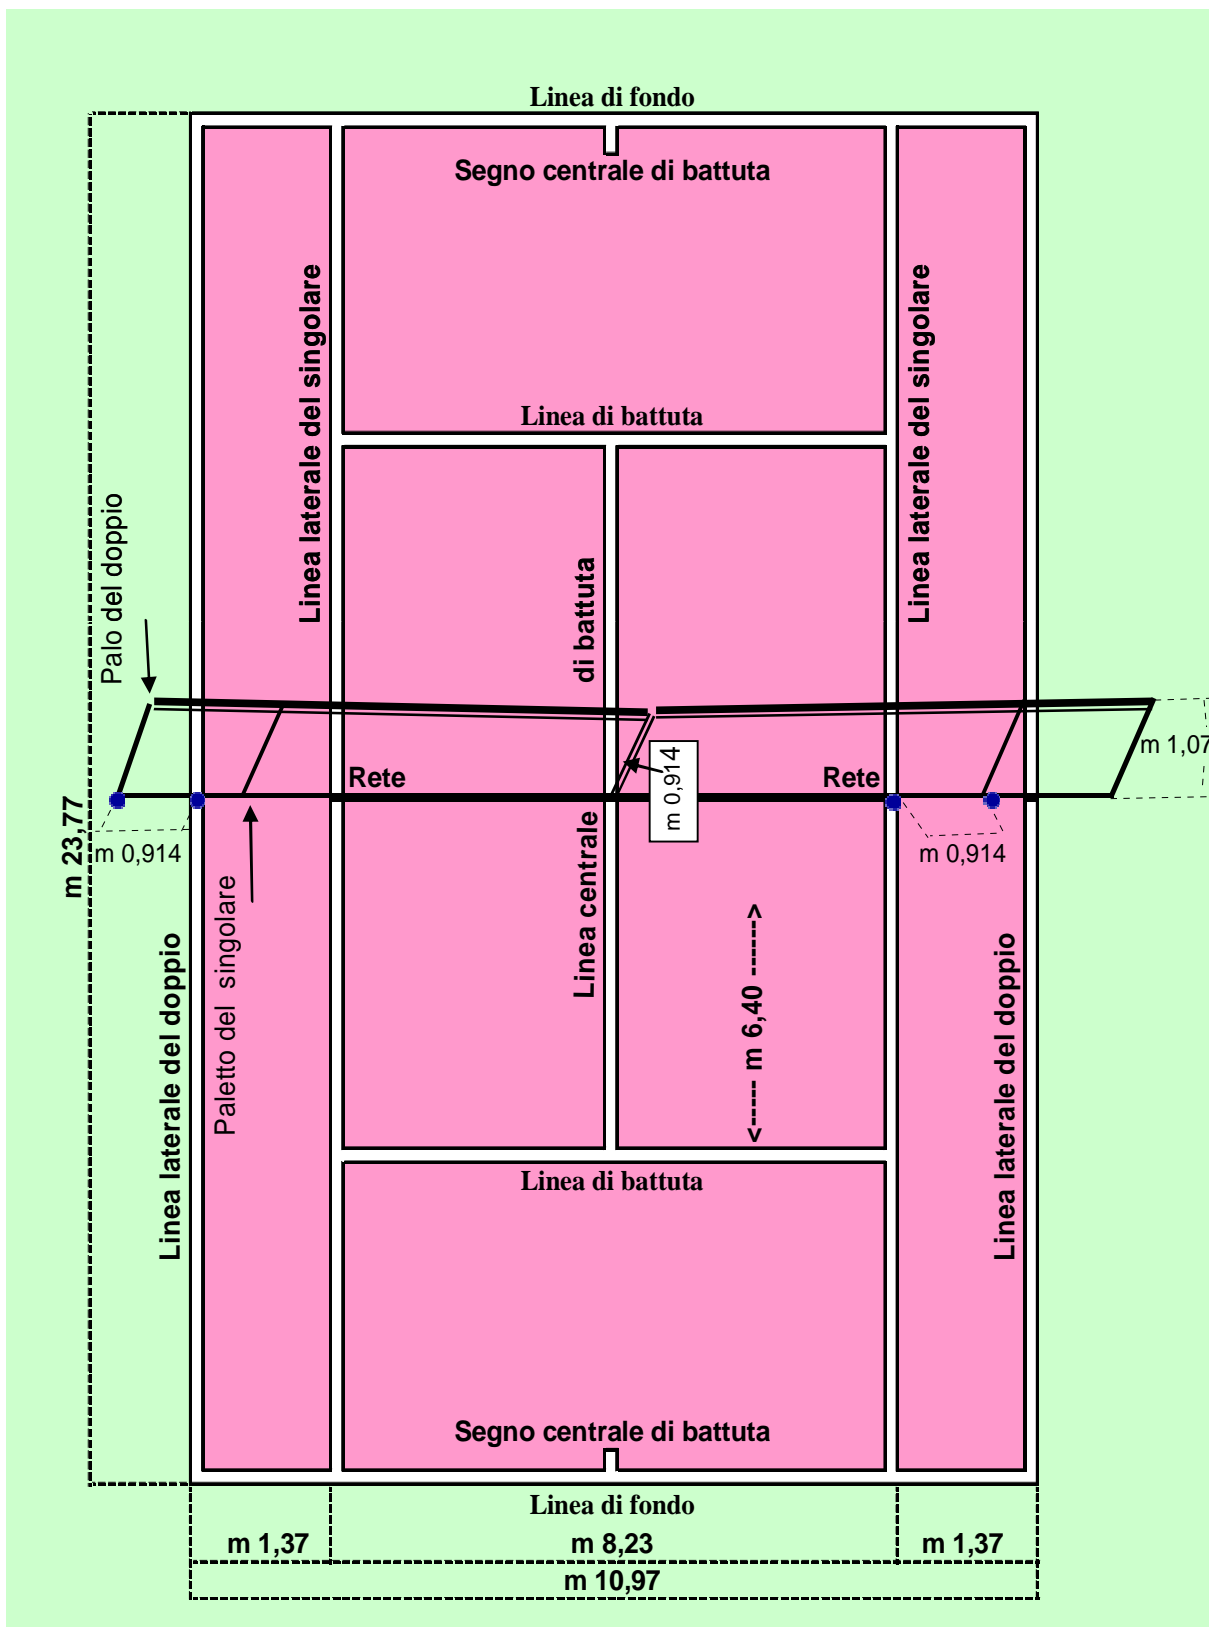 Linea di fondo
Segno centrale di battuta
Linea laterale del singolare
Linea laterale del singolare
Linea di battuta
Palo del doppio
di battuta
m 1,07
Rete
m 0,914
Rete
m 23,77
m 0,914
m 0,914
Linea centrale
Paletto del singolare
Linea laterale del doppio
<----- m 6,40 ----->
Linea laterale del doppio
Linea di battuta
Segno centrale di battuta
Linea di fondo
m 1,37
m 8,23
m 1,37
m 10,97